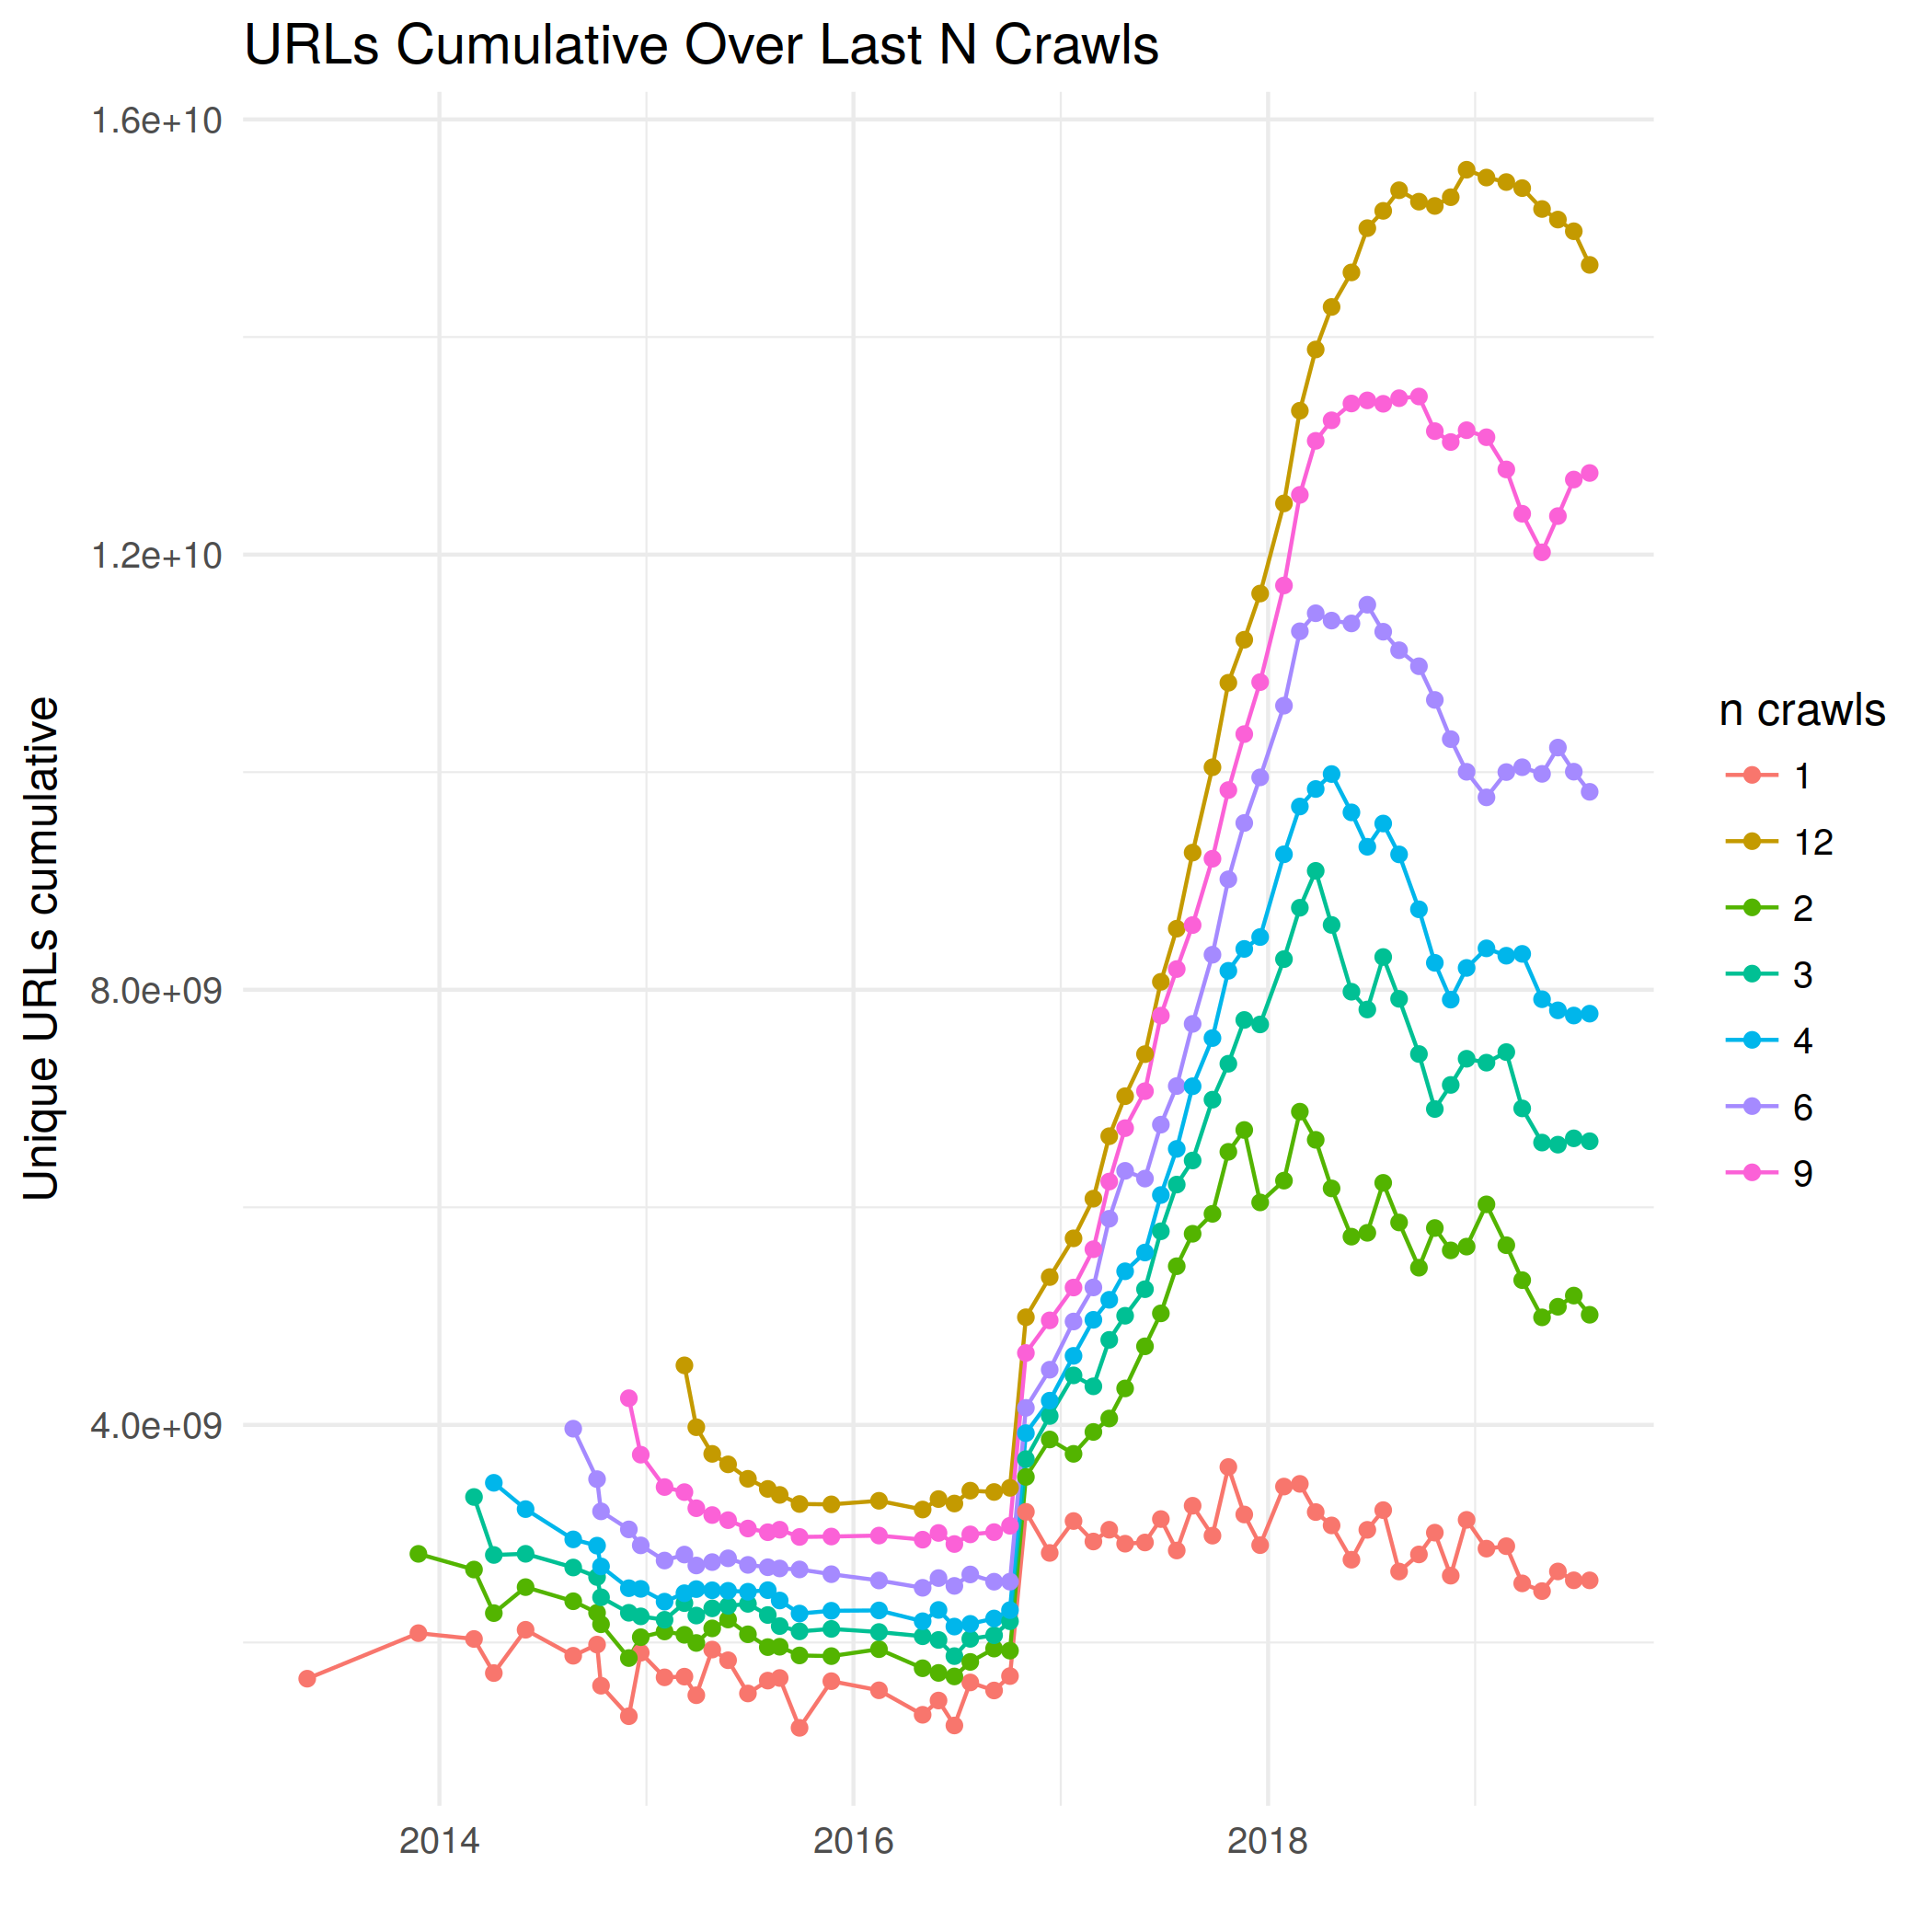 URLs Cumulative Over Last N Crawls
1.6e+10
1.2e+10
8.0e+09
4.0e+09
Unique URLs cumulative
2014
2016
2018
n crawls
1
12
2
3
4
6
9